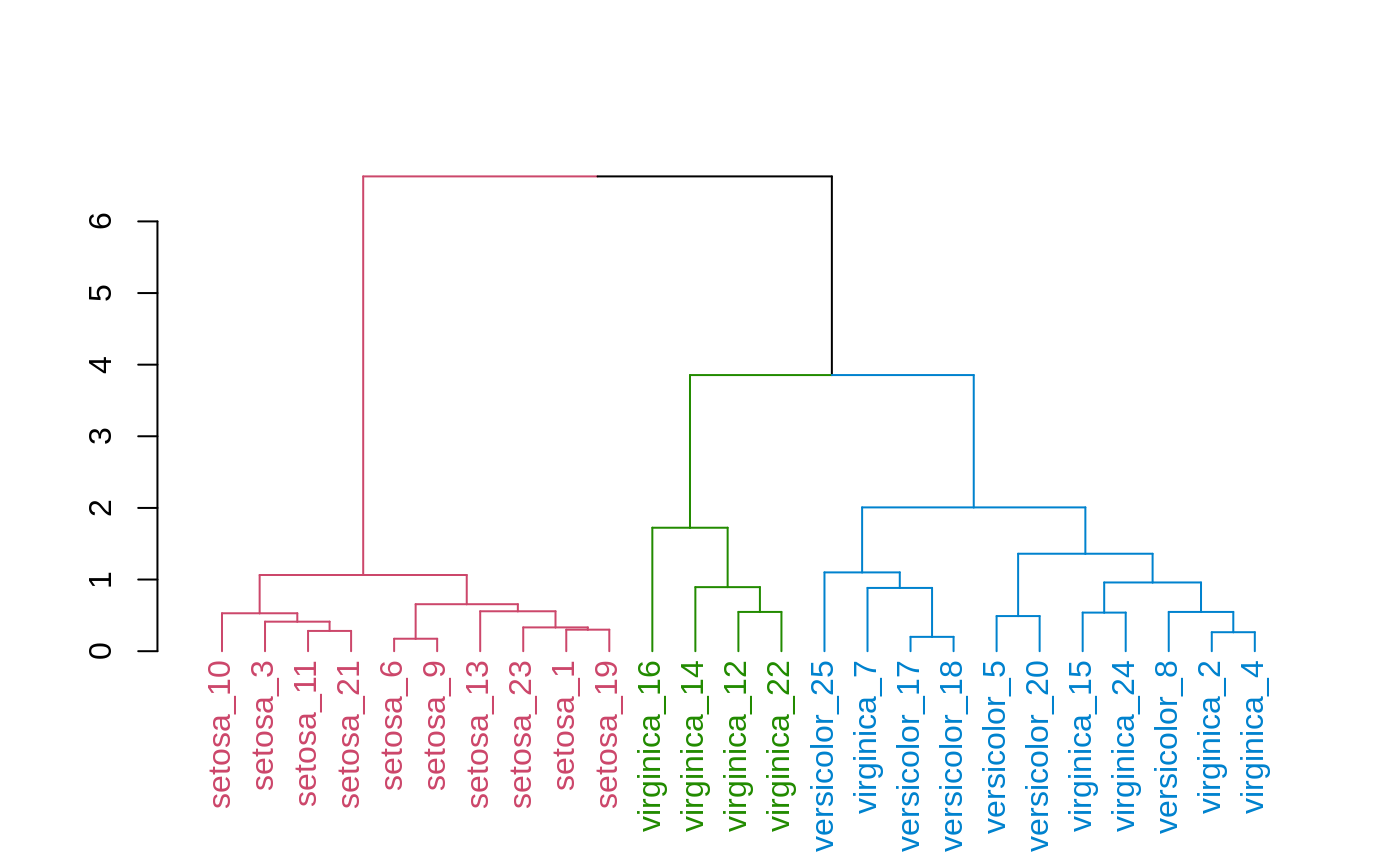 6
5
4
3
2
1
0
setosa_10
setosa_3
setosa_11
setosa_21
setosa_6
setosa_9
setosa_13
setosa_23
setosa_1
setosa_19
virginica_16
virginica_14
virginica_12
virginica_22
versicolor_25
virginica_7
versicolor_17
versicolor_18
versicolor_5
versicolor_20
virginica_15
virginica_24
versicolor_8
virginica_2
virginica_4